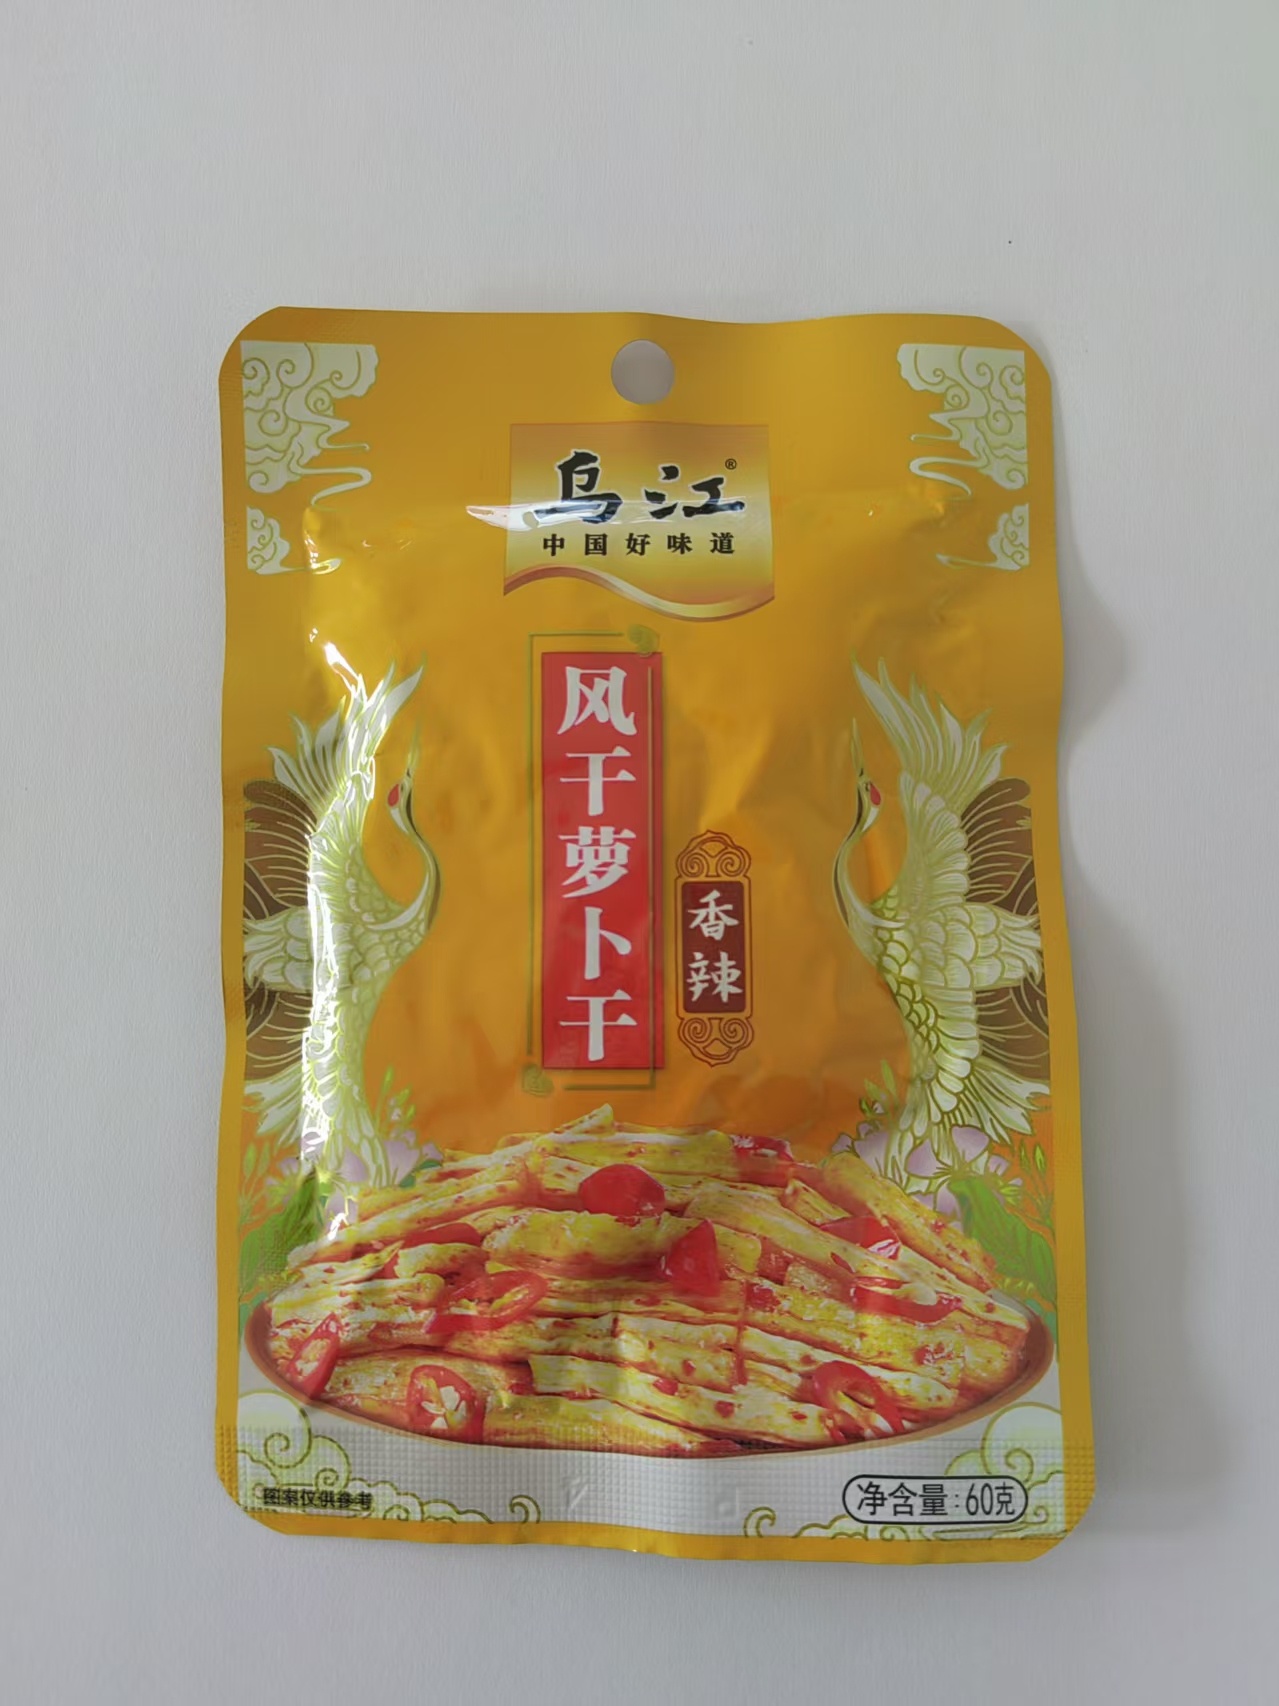 乌江®
中国好味道
风干萝卜干
香辣
图案仅供参考
净含量:60克